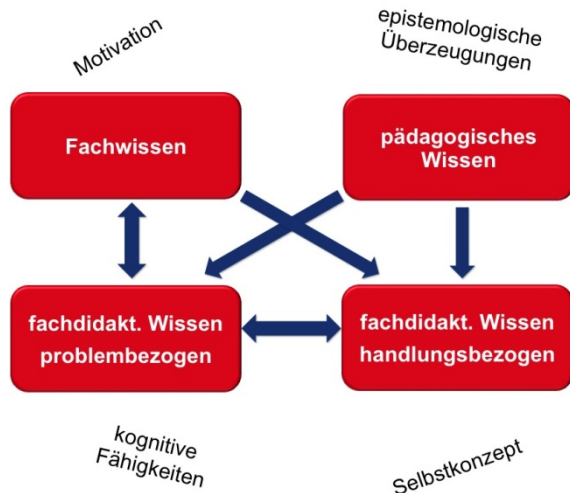 Motivation
epistemologische
Überzeugungen
Fachwissen
pädagogisches
Wissen
fachdidakt. Wissen
problembezogen
fachdidakt. Wissen
handlungsbezogen
kognitive
Fähigkeiten
Selbstkonzept